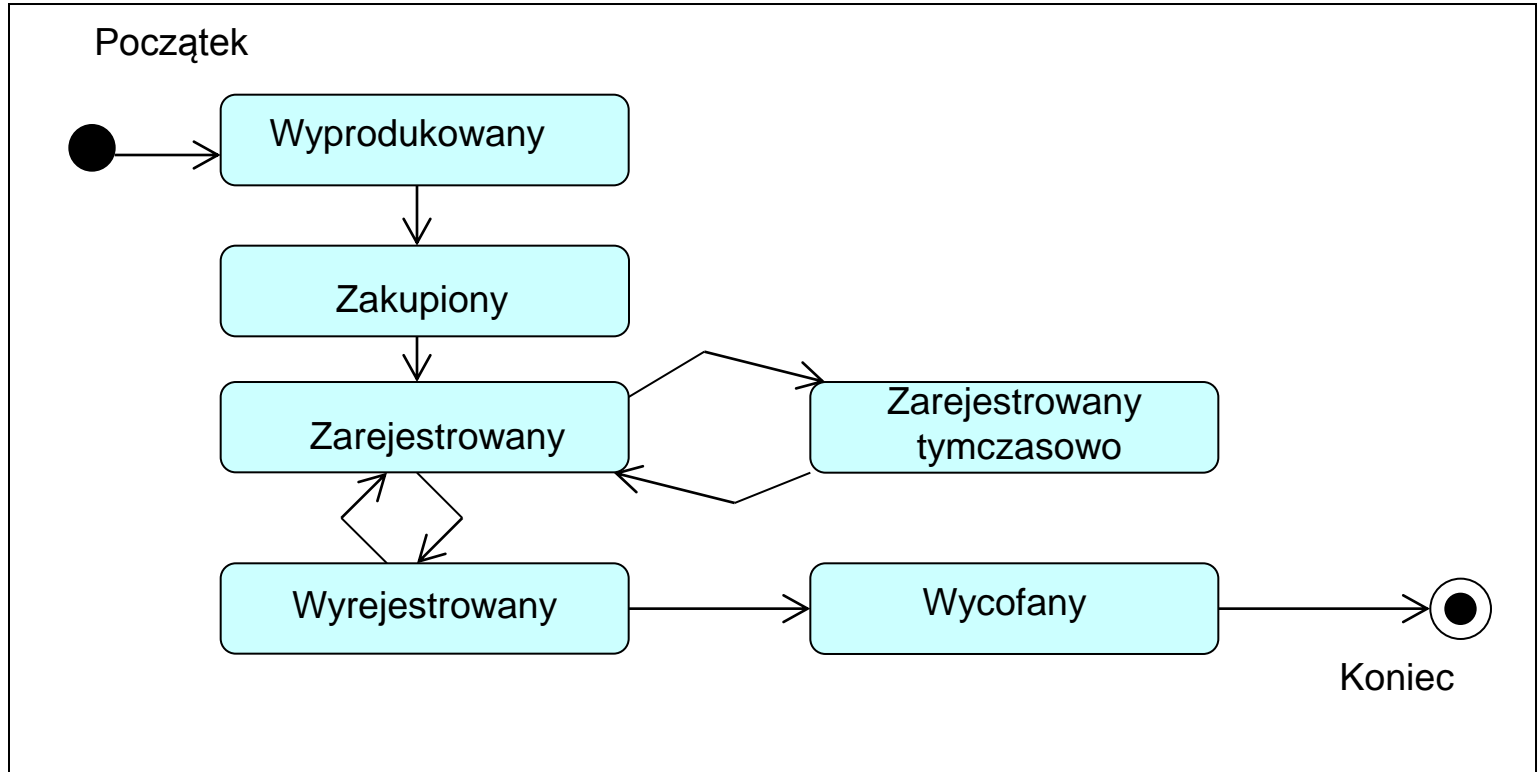 Początek
Wyprodukowany
Zakupiony
Zarejestrowany
Zarejestrowany
tymczasowo
Wyrejestrowany
Wycofany
Koniec